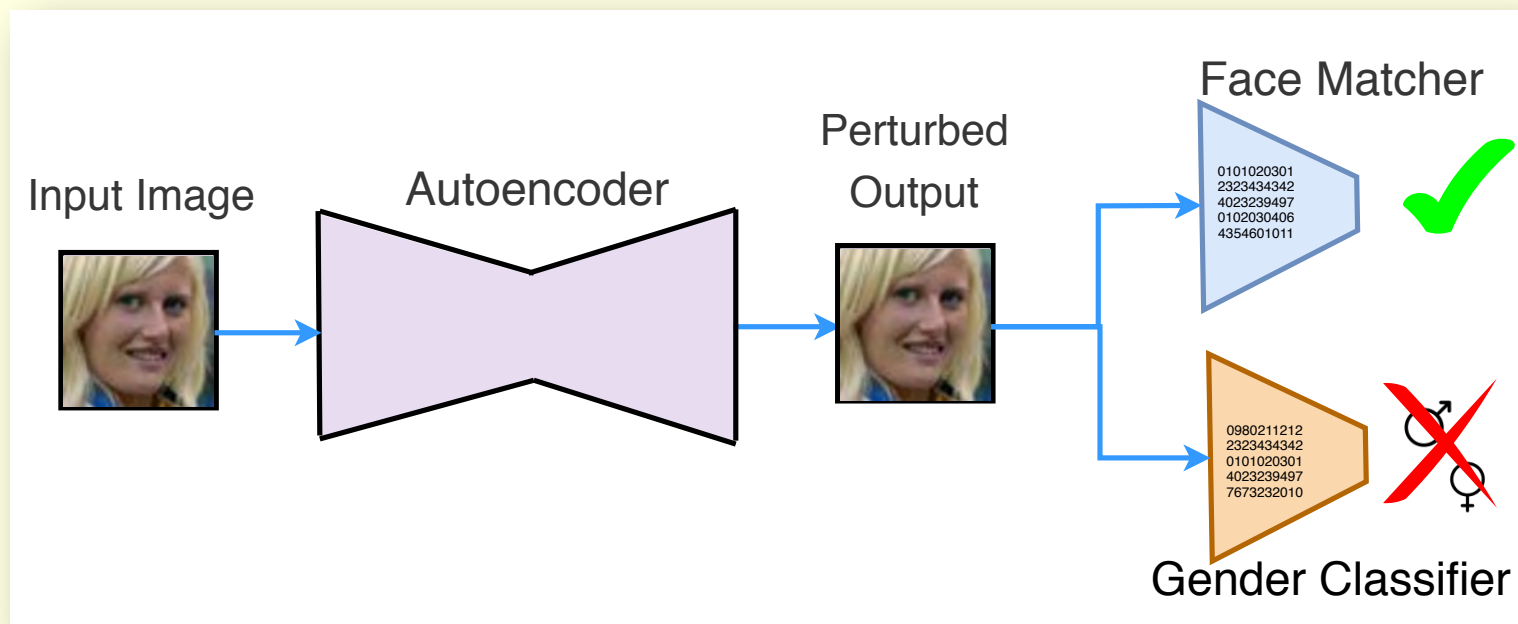 Input Image
Autoencoder
Perturbed
Output
Face Matcher
0101020301
2323434342
4023239497
0102030406
4354601011
0980211212
2323434342
0101020301
4023239497
7673232010
Gender Classifier